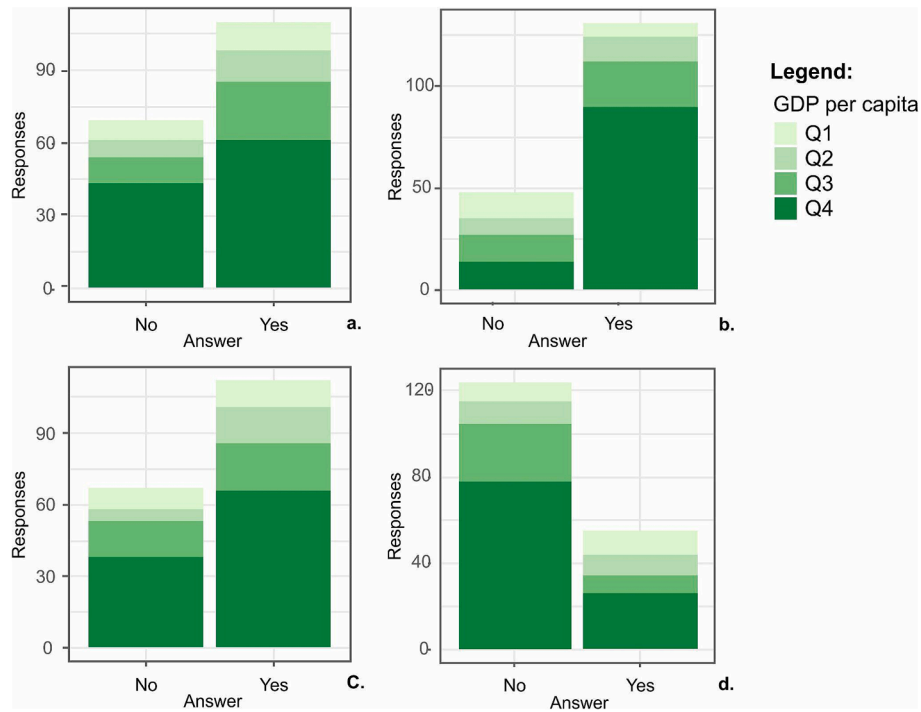 90
60
30
0
Responses
No
Yes
Answer
a.
100
50
0
Responses
No
Yes
Answer
b.
Legend:
GDP per capita
Q1
Q2
Q3
Q4
90
60
30
0
Responses
No
Yes
Answer
C.
120
80
40
0
Responses
No
Yes
Answer
d.